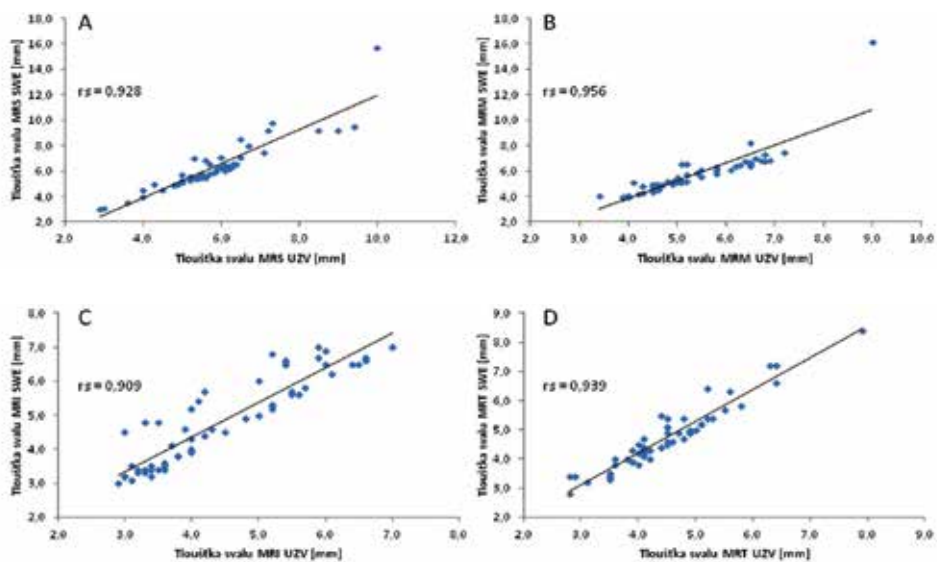 A
Tloušťka svalu MRS SWE [mm]
18,0
16,0
14,0
12,0
10,0
8,0
6,0
4,0
2,0
rs=0,928
2,0 4,0 6,0 8,0 10,0 12,0
Tloušťka svalu MRS UZV [mm]
B
Tloušťka svalu MRM SWE [mm]
18,0
16,0
14,0
12,0
10,0
8,0
6,0
4,0
2,0
rs=0,956
2,0 3,0 4,0 5,0 6,0 7,0 8,0 9,0 10,0
Tloušťka svalu MRM UZV [mm]
C
Tloušťka svalu MRI SWE [mm]
8,0
7,0
6,0
5,0
4,0
3,0
2,0
rs=0,909
2,0 3,0 4,0 5,0 6,0 7,0 8,0
Tloušťka svalu MRI UZV [mm]
D
Tloušťka svalu MRT SWE [mm]
9,0
8,0
7,0
6,0
5,0
4,0
3,0
2,0
rs=0,939
2,0 3,0 4,0 5,0 6,0 7,0 8,0 9,0
Tloušťka svalu MRT UZV [mm]